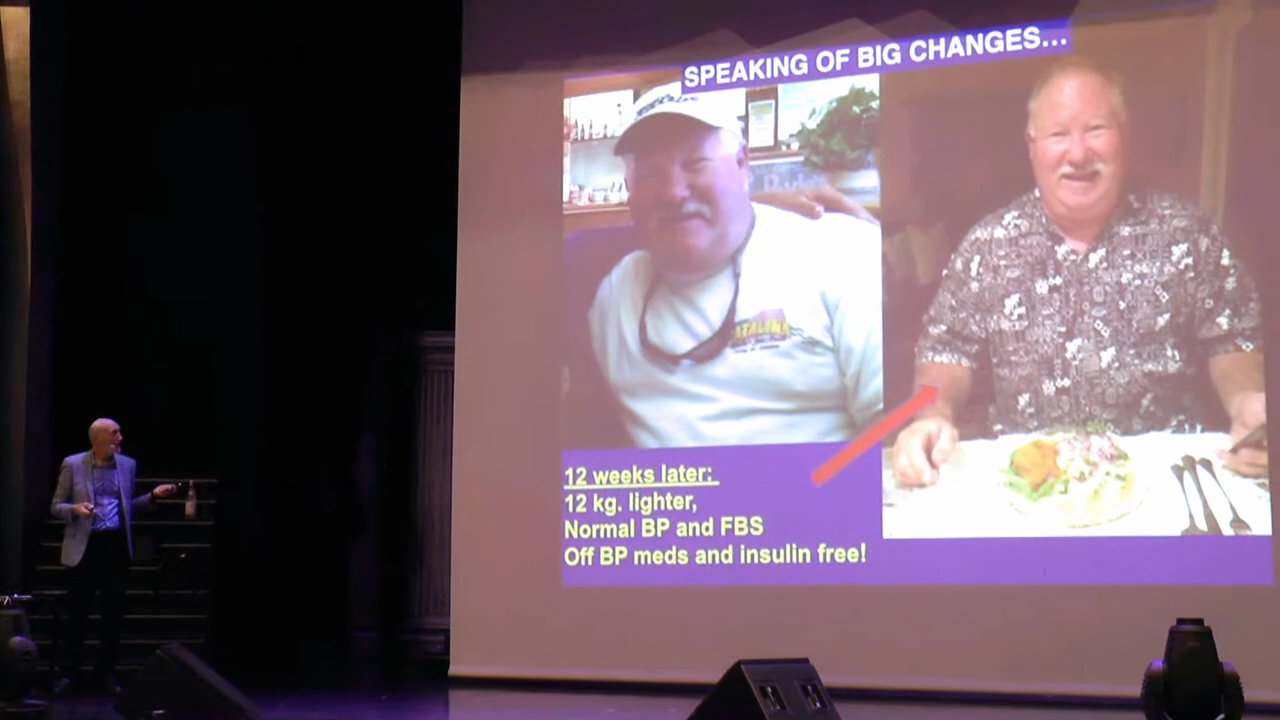 SPEAKING OF BIG CHANGES...
CATALINA
12 weeks later:
12 kg. lighter,
Normal BP and FBS
Off BP meds and insulin free!